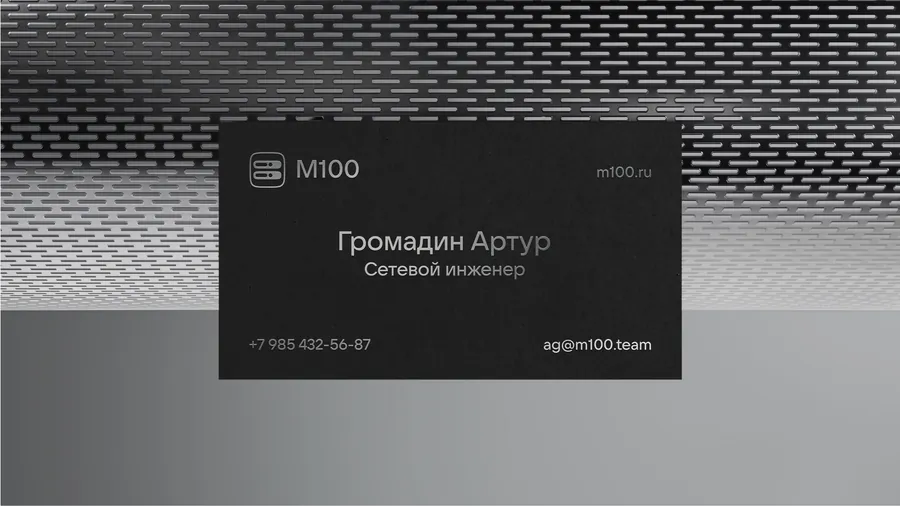 M100
m100.ru
Громадин Артур
Сетевой инженер
+7 985 432-56-87
ag@m100.team